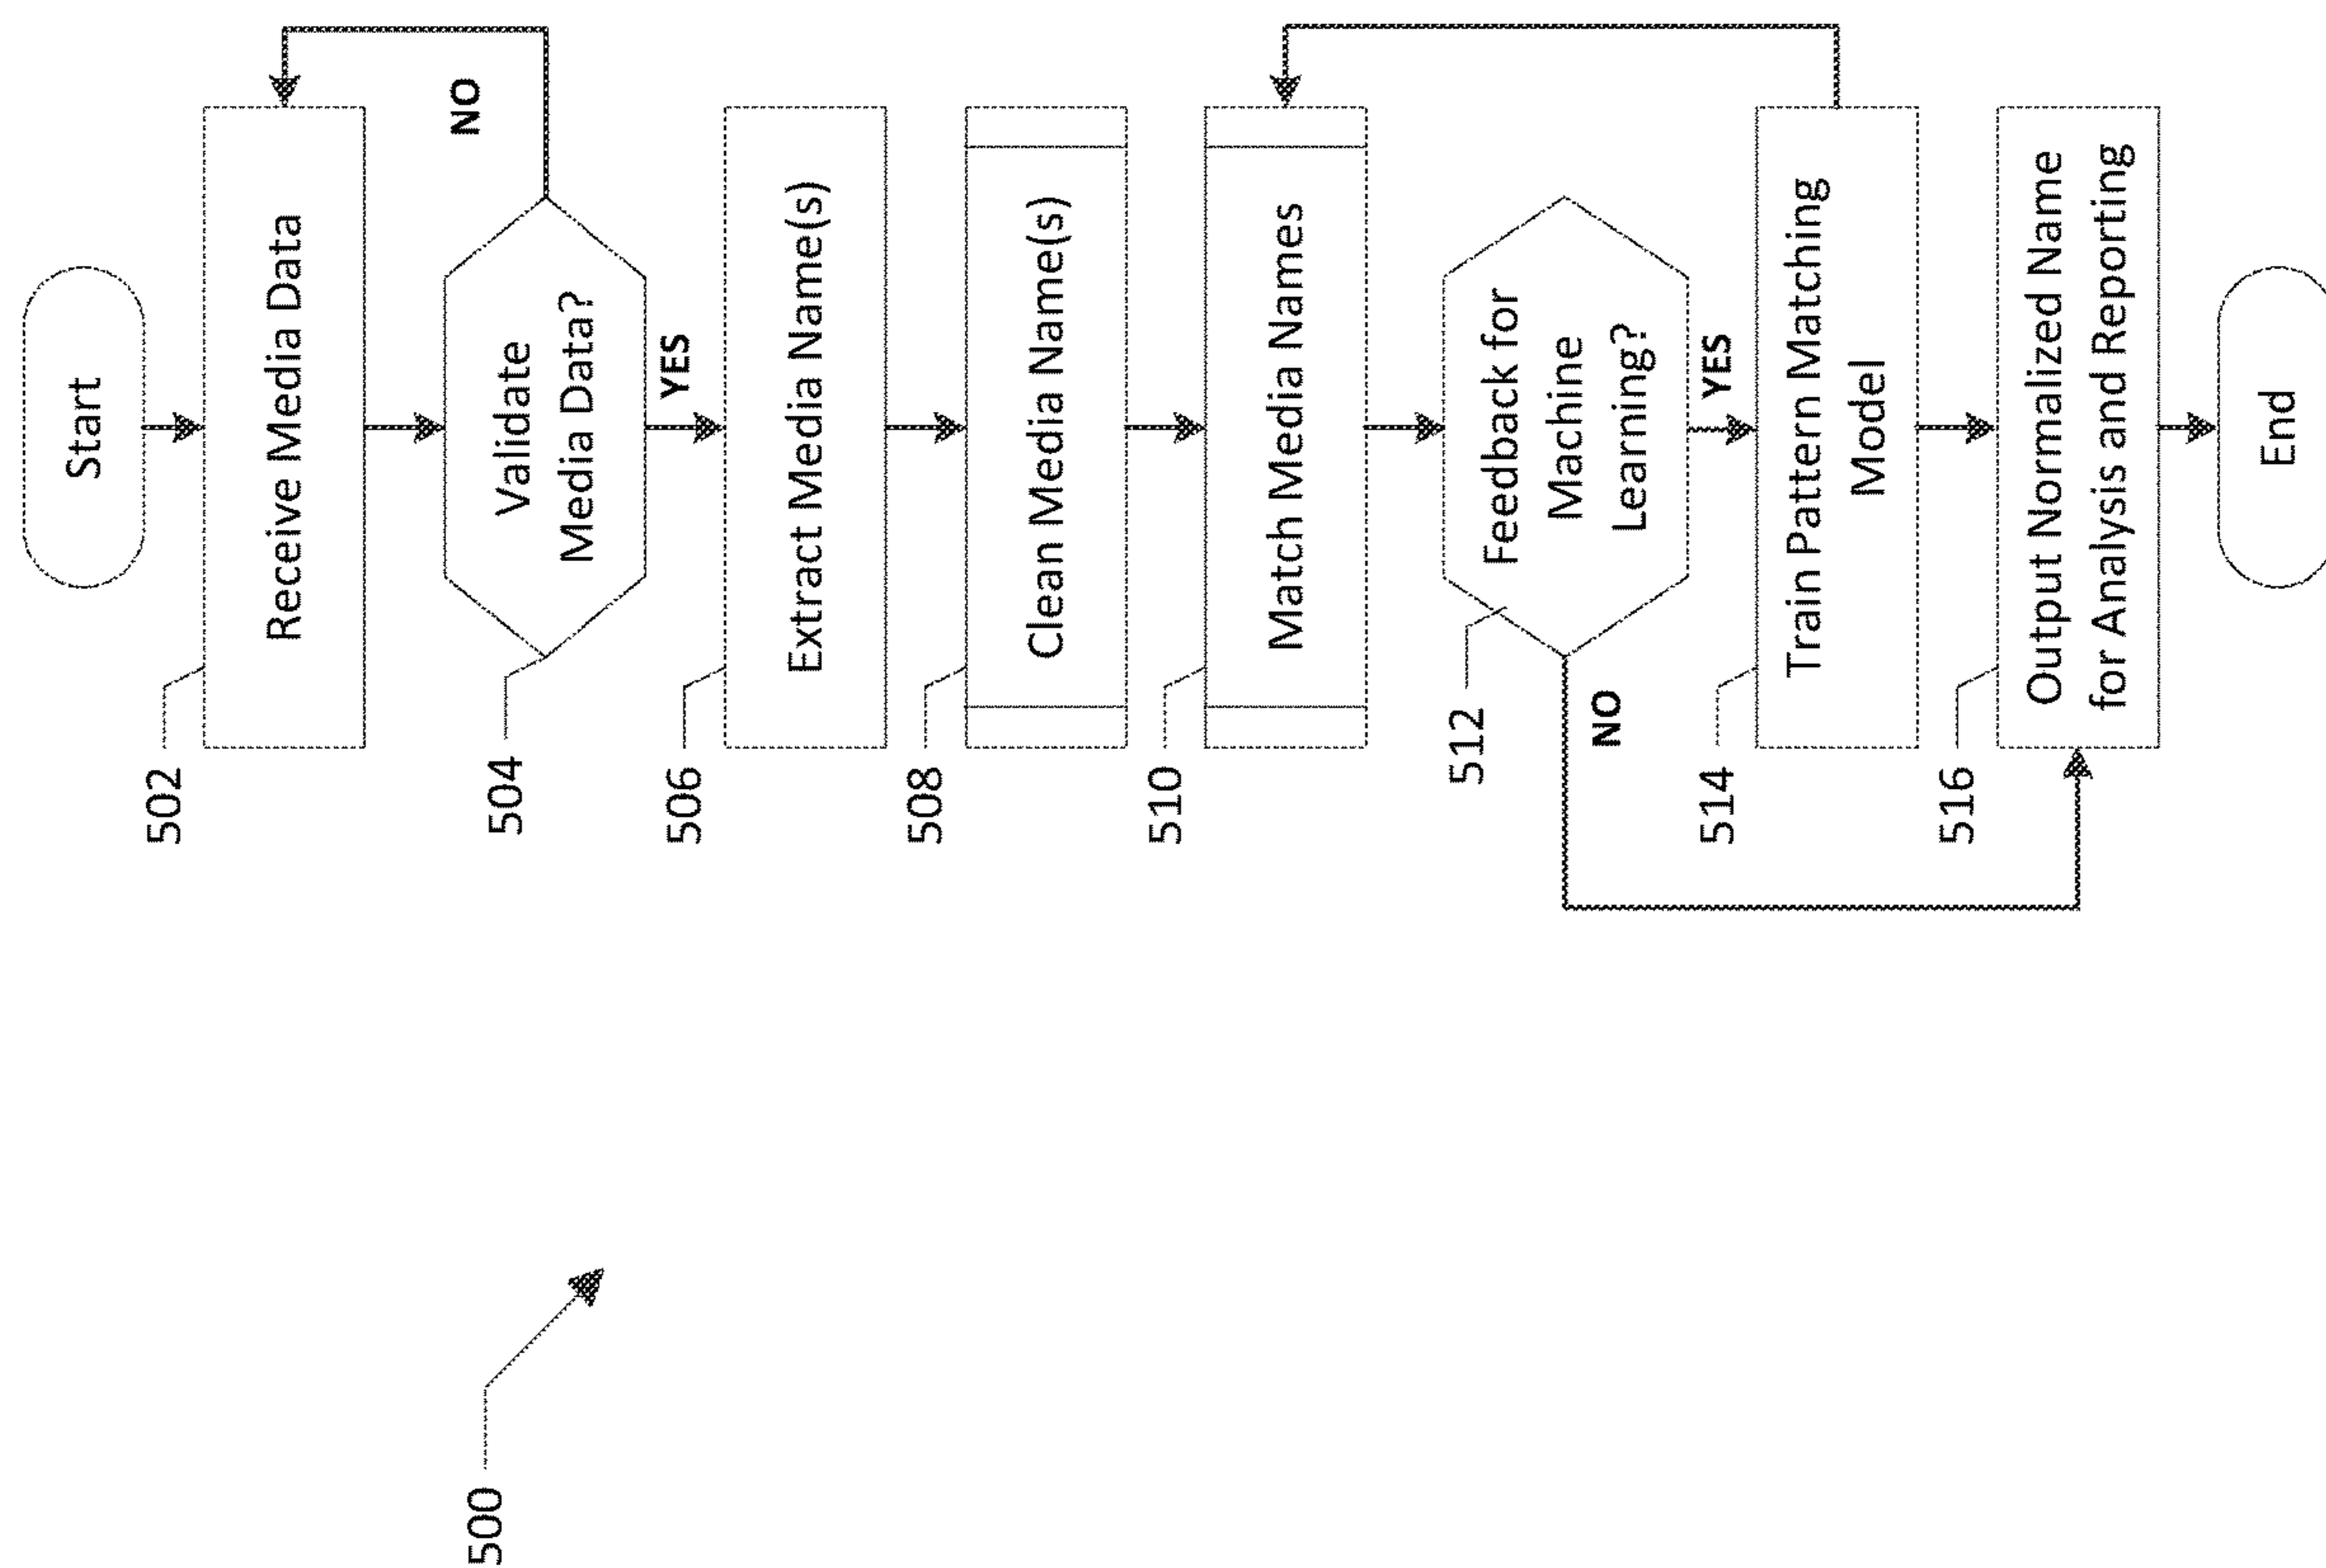 500
Start
502
Receive Media Data
504
Validate
Media Data?
NO
YES
506
Extract Media Name(s)
508
Clean Media Name(s)
510
Match Media Names
512
Feedback for
Machine
Learning?
NO
YES
514
Train Pattern Matching
Model
516
Output Normalized Name
for Analysis and Reporting
End